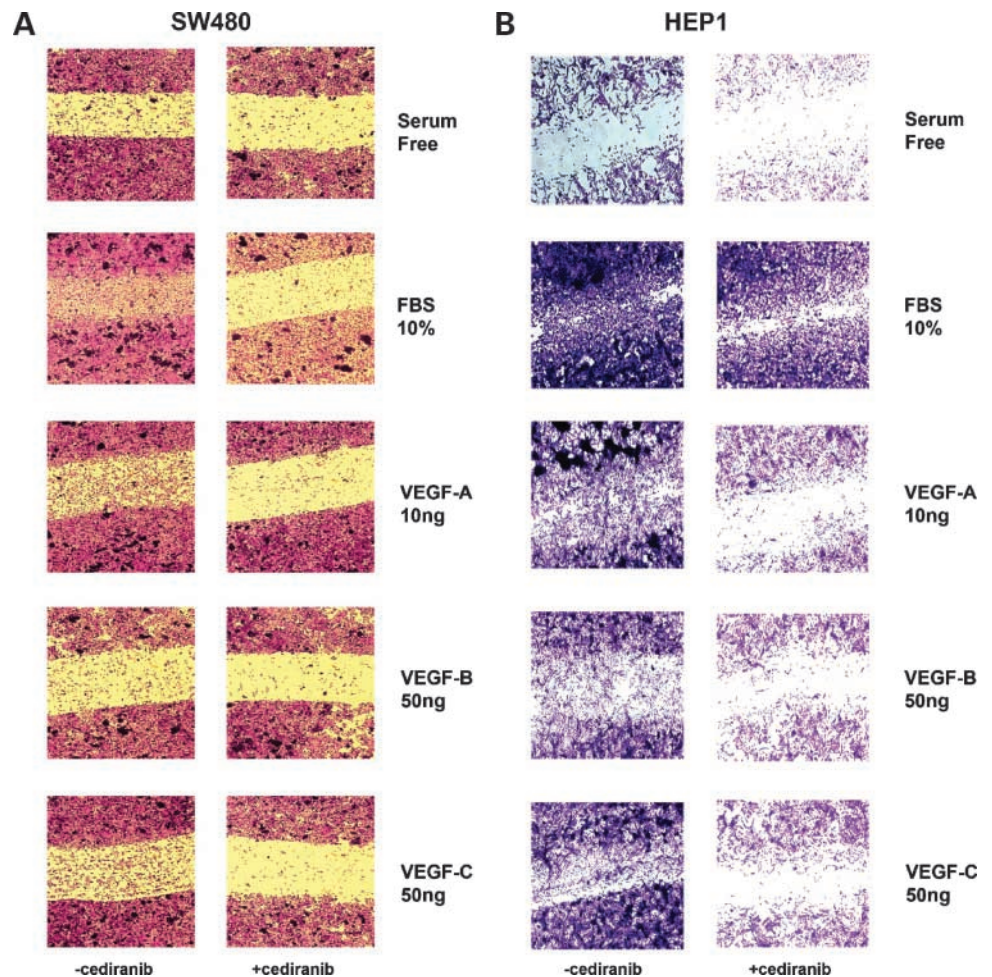 A SW480
B HEP1
Serum
Free
Serum
Free
FBS
10%
FBS
10%
VEGF-A
10ng
VEGF-A
10ng
VEGF-B
50ng
VEGF-B
50ng
VEGF-C
50ng
VEGF-C
50ng
-cediranib +cediranib
-cediranib +cediranib